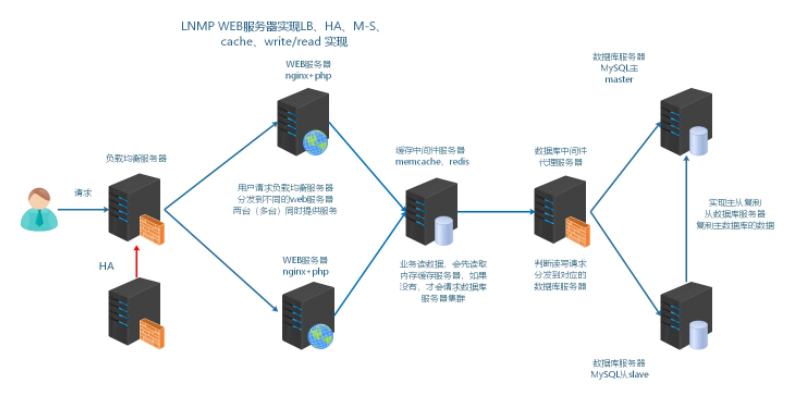 LNMP WEB服务器实现LB、HA、M-S、
cache、write/read 实现
WEB服务器
nginx+php
数据库服务器
MySQL主
master
负载均衡服务器
缓存中间件服务器
memcache、redis
数据库中间件
代理服务器
请求
用户请求负载均衡服务器
分发到不同的web服务器
两台（多台）同时提供服务
实现主从复制
从数据库服务器
复制主数据库的数据
HA
WEB服务器
nginx+php
业务读数据，会先读取
内存缓存服务器，如果
没有，才会请求数据库
服务器集群
判断读写请求
分发到对应的
数据库服务器
数据库服务器
MySQL从slave